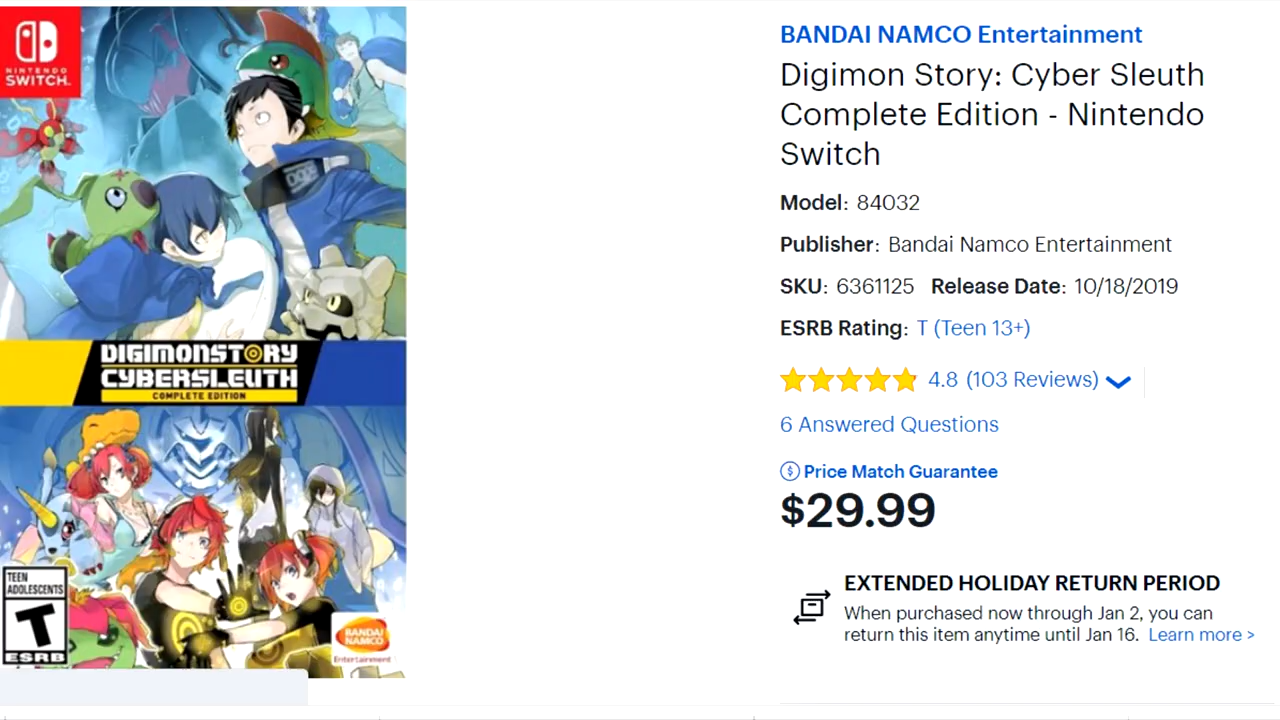 NINTENDO
SWITCH
DIGIMONSTORY
CYBERSLEUTH
COMPLETE EDITION
TEEN
ADOLESCENTS
T
ESRB
BANDAI
NAMCO
Entertainment
BANDAI NAMCO Entertainment
Digimon Story: Cyber Sleuth
Complete Edition - Nintendo
Switch
Model: 84032
Publisher: Bandai Namco Entertainment
SKU: 6361125 Release Date: 10/18/2019
ESRB Rating: T (Teen 13+)
4.8 (103 Reviews)
6 Answered Questions
Price Match Guarantee
$29.99
EXTENDED HOLIDAY RETURN PERIOD
When purchased now through Jan 2, you can
return this item anytime until Jan 16. Learn more >